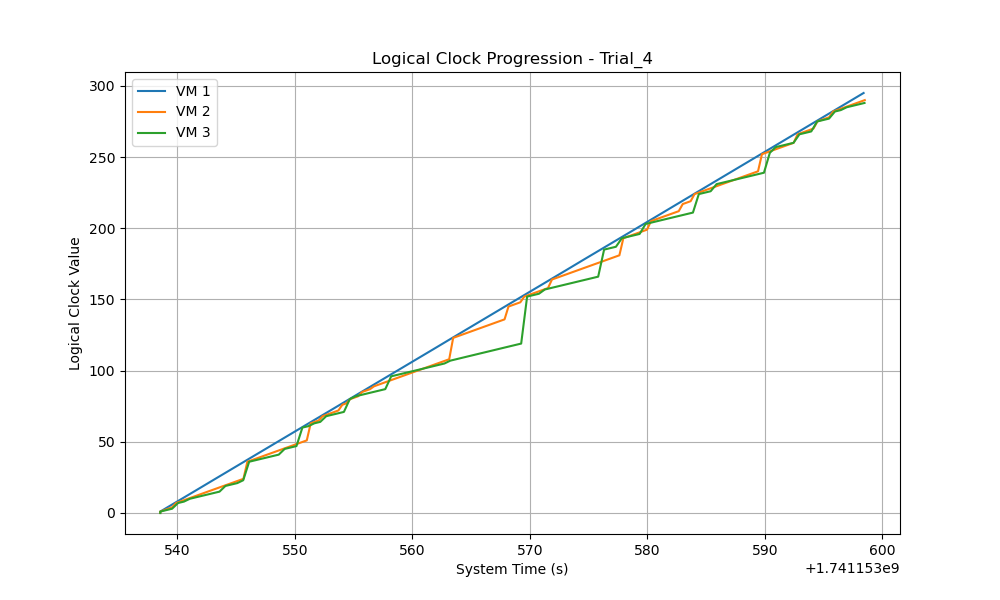 Logical Clock Progression - Trial_4
VM 1
VM 2
VM 3
Logical Clock Value
300
250
200
150
100
50
0
540 550 560 570 580 590 600
System Time (s)
+1.741153e9